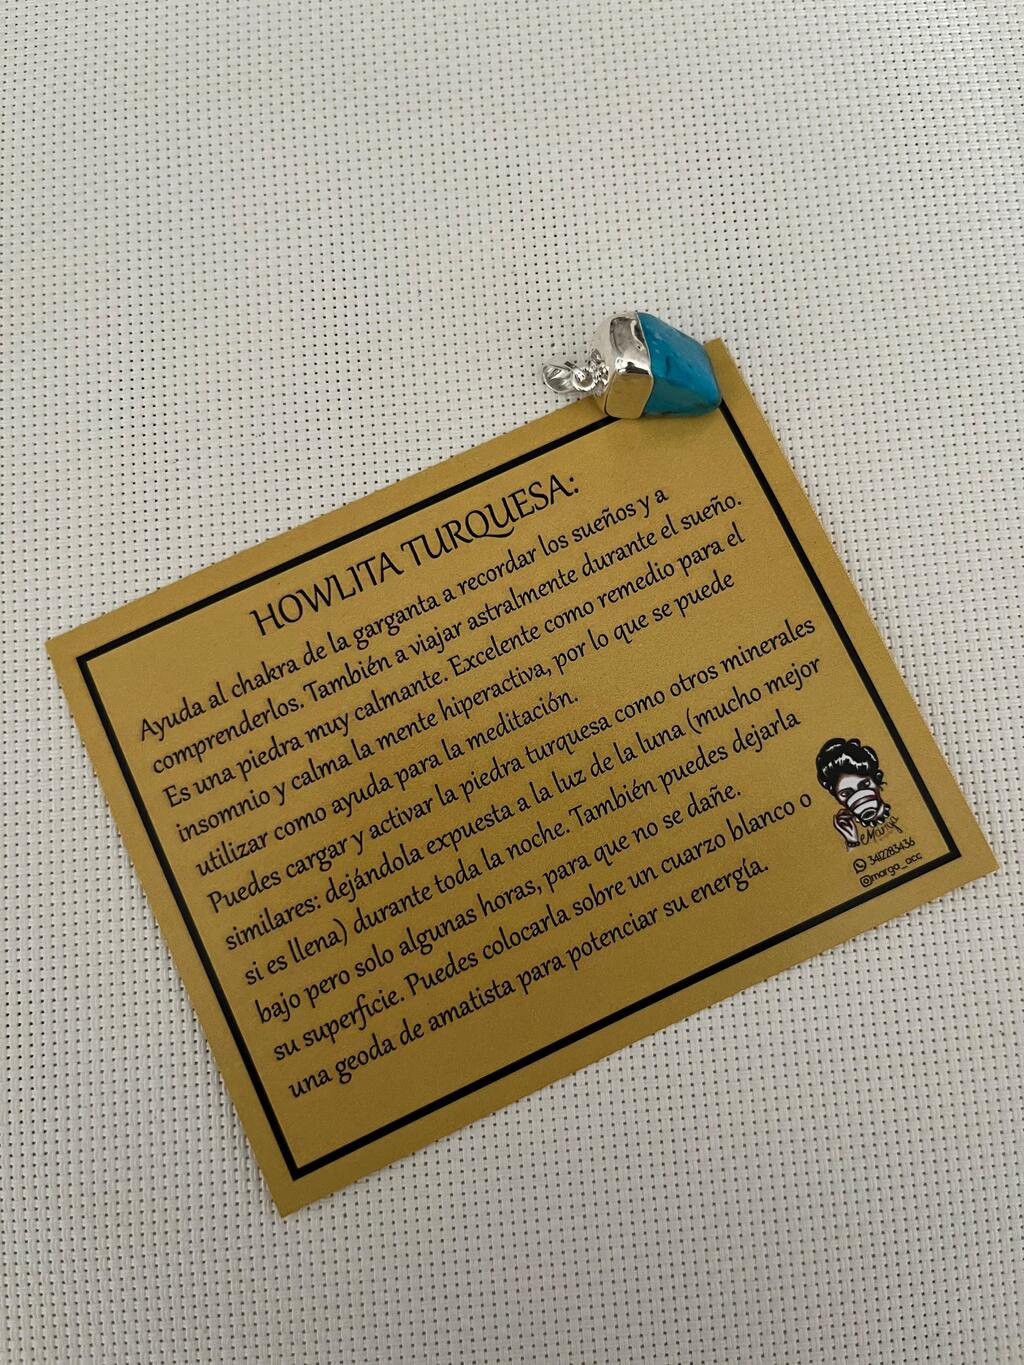 HOWLITA TURQUESA:
Ayuda al chakra de la garganta a recordar los sueños y a
comprenderlos. También a viajar astralmente durante el sueño.
Es una piedra muy calmante. Excelente como remedio para el
insomnio y calma la mente hiperactiva, por lo que se puede
utilizar como ayuda para la meditación.
Puedes cargar y activar la piedra turquesa como otros minerales
similares: dejándola expuesta a la luz de la luna (mucho mejor
si es llena) durante toda la noche. También puedes dejarla
bajo pero solo algunas horas, para que no se dañe.
su superficie. Puedes colocarla sobre un cuarzo blanco o
una geoda de amatista para potenciar su energía.
3412283436
@margo_acc